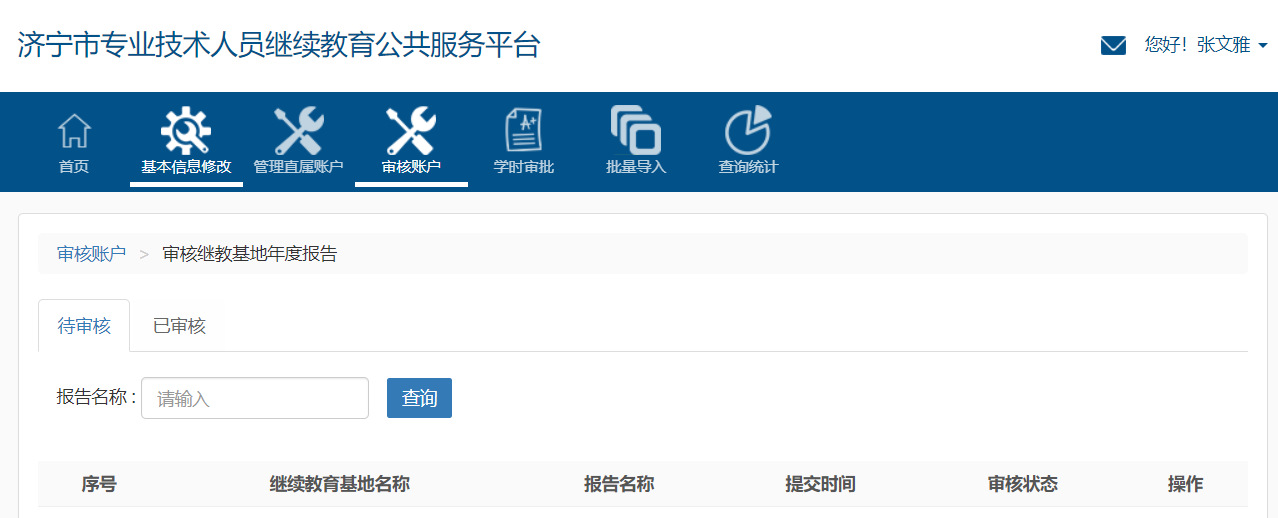 济宁市专业技术人员继续教育公共服务平台
您好！张文雅
首页 基本信息修改 管理直属账户 审核账户 学时审批 批量导入 查询统计
审核账户 > 审核继教基地年度报告
待审核 已审核
报告名称 : 请输入 查询
序号 继续教育基地名称 报告名称 提交时间 审核状态 操作